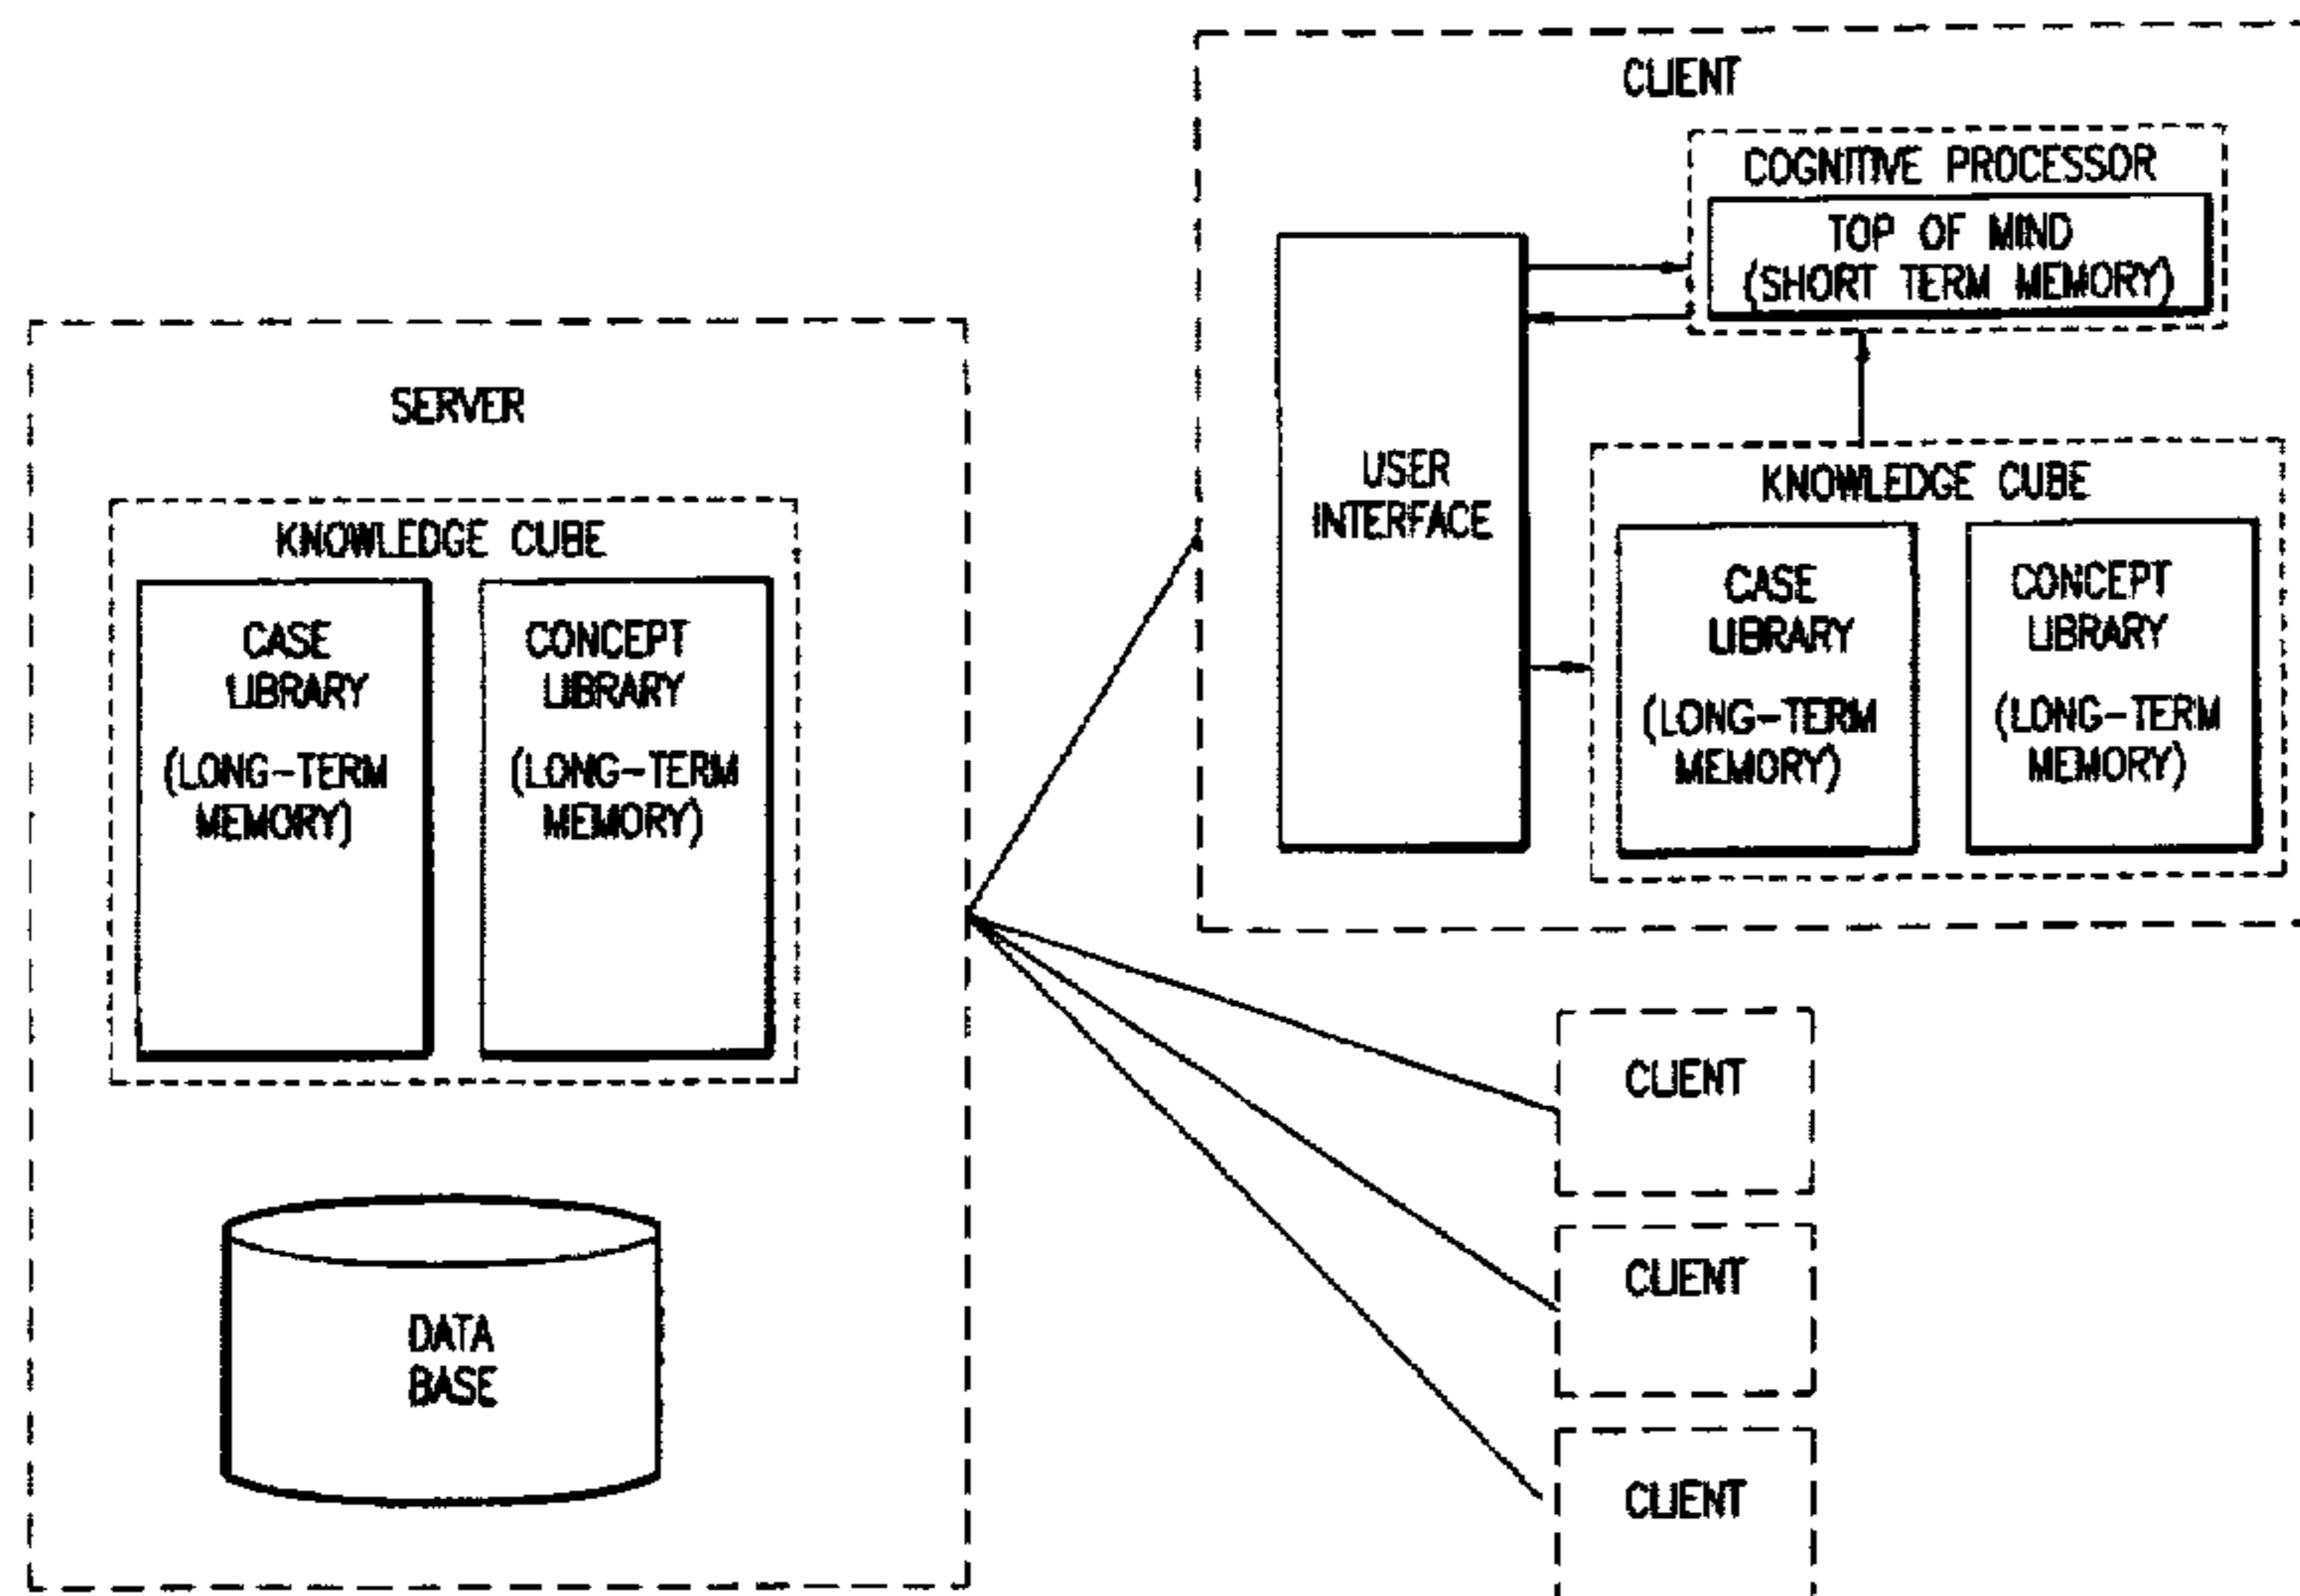 SERVER
KNOWLEDGE CUBE
CASE
LIBRARY
(LONG-TERM
MEMORY)
CONCEPT
LIBRARY
(LONG-TERM
MEMORY)
DATA
BASE
CLIENT
COGNITIVE PROCESSOR
TOP OF MIND
(SHORT TERM MEMORY)
USER
INTERFACE
KNOWLEDGE CUBE
CASE
LIBRARY
(LONG-TERM
MEMORY)
CONCEPT
LIBRARY
(LONG-TERM
MEMORY)
CLIENT
CLIENT
CLIENT